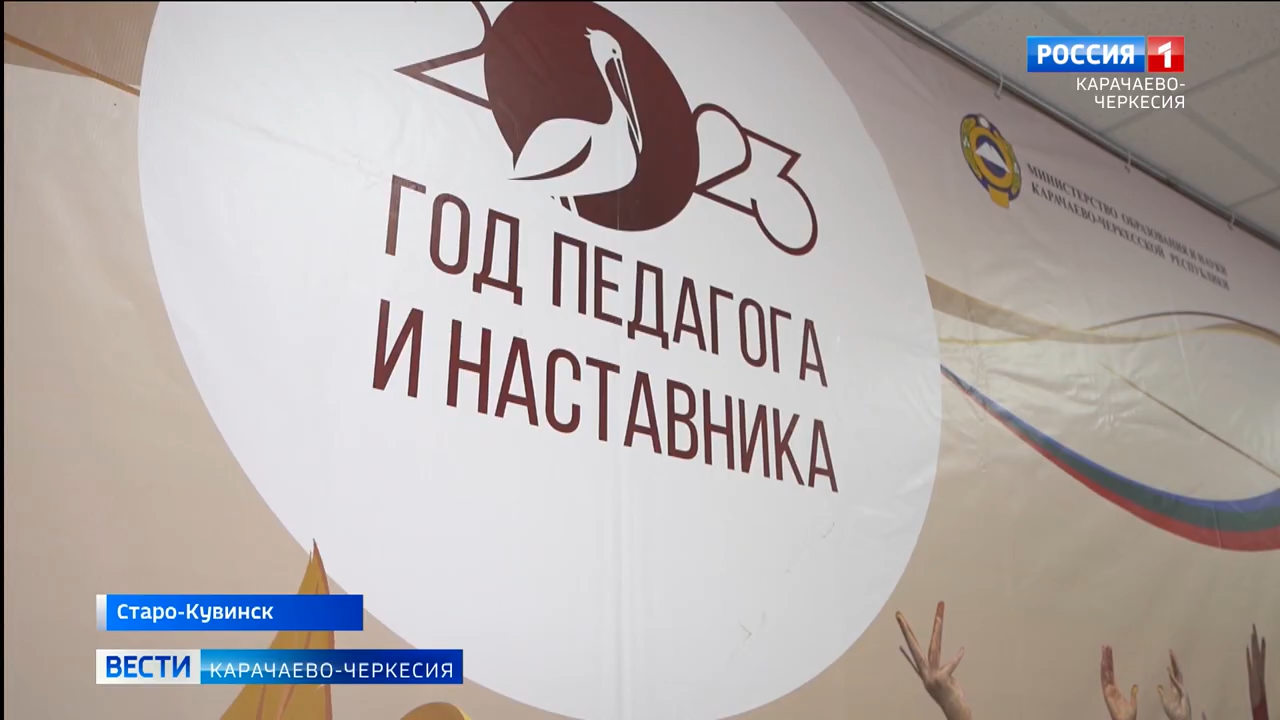 РОССИЯ 1
КАРАЧАЕВО-
ЧЕРКЕСИЯ
2023
ГОД ПЕДАГОГА
И НАСТАВНИКА
МИНИСТЕРСТВО ОБРАЗОВАНИЯ И НАУКИ
КАРАЧАЕВО-ЧЕРКЕССКОЙ РЕСПУБЛИКИ
Старо-Кувинск
ВЕСТИ КАРАЧАЕВО-ЧЕРКЕСИЯ